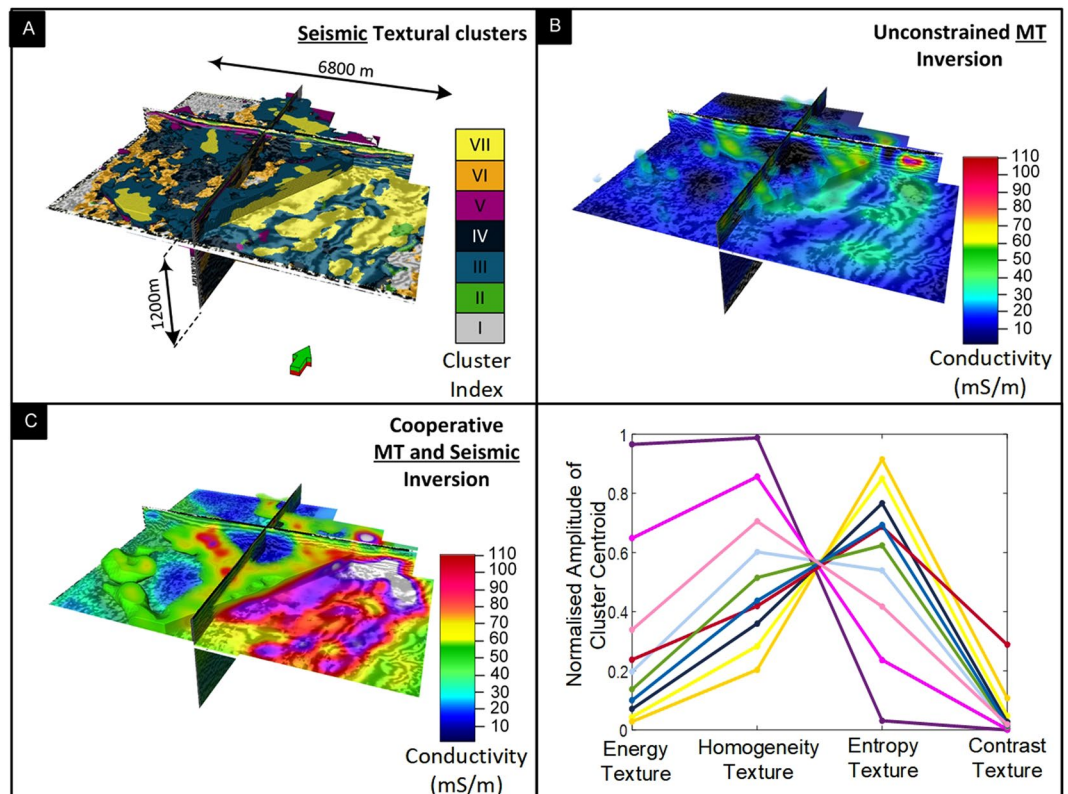 A
Seismic Textural clusters
6800 m
1200m
VII
VI
V
IV
III
II
I
Cluster
Index
B
Unconstrained MT
Inversion
110
100
90
80
70
60
50
40
30
20
10
Conductivity
(mS/m)
C
Cooperative
MT and Seismic
Inversion
110
100
90
80
70
60
50
40
30
20
10
Conductivity
(mS/m)
Normalised Amplitude of
Cluster Centroid
1
0.8
0.6
0.4
0.2
0
Energy
Texture
Homogeneity
Texture
Entropy
Texture
Contrast
Texture